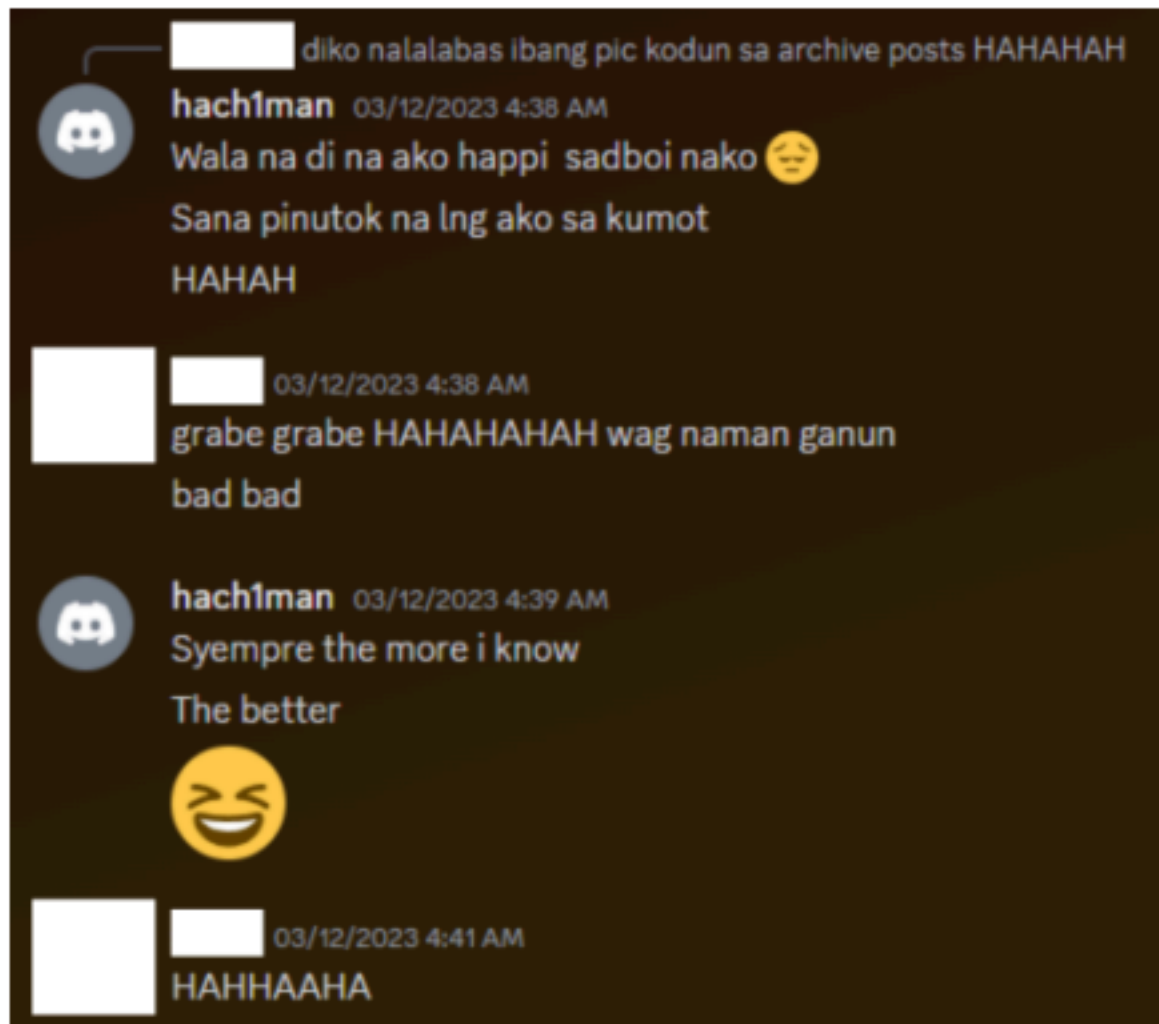 diko nalalabas ibang pic kodun sa archive posts HAHAHAH
hach1man 03/12/2023 4:38 AM
Wala na di na ako happi sadboi nako 😔
Sana pinutok na lng ako sa kumot
HAHAH
03/12/2023 4:38 AM
grabe grabe HAHAHAHAH wag naman ganun
bad bad
hach1man 03/12/2023 4:39 AM
Syempre the more i know
The better
😆
03/12/2023 4:41 AM
HAHHAAHA